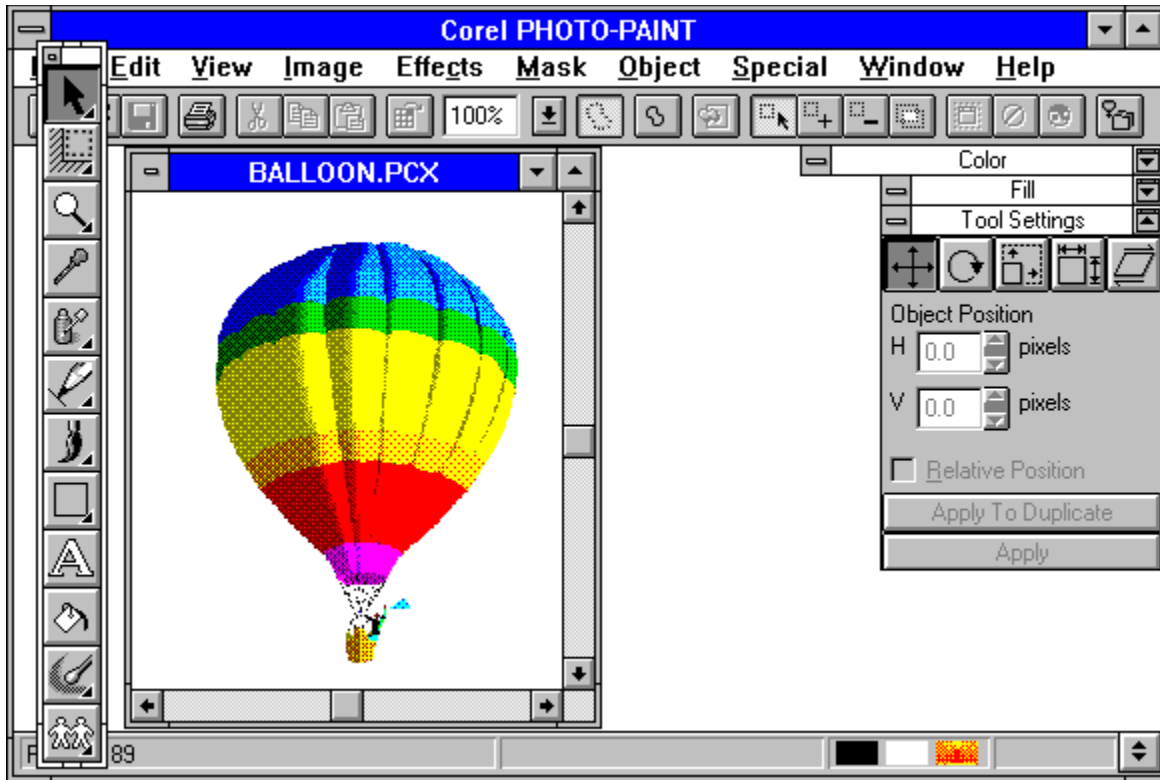 Corel PHOTO-PAINT
Edit View Image Effects Mask Object Special Window Help
100%
BALLOON.PCX
Color
Fill
Tool Settings
Object Position
H 0.0 pixels
V 0.0 pixels
Relative Position
Apply To Duplicate
Apply
A
89